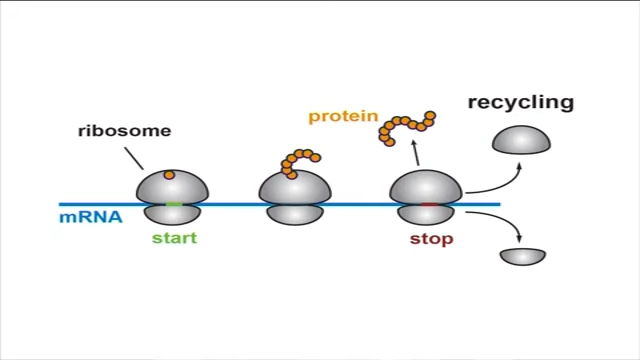 recycling
protein
ribosome
mRNA
start
stop